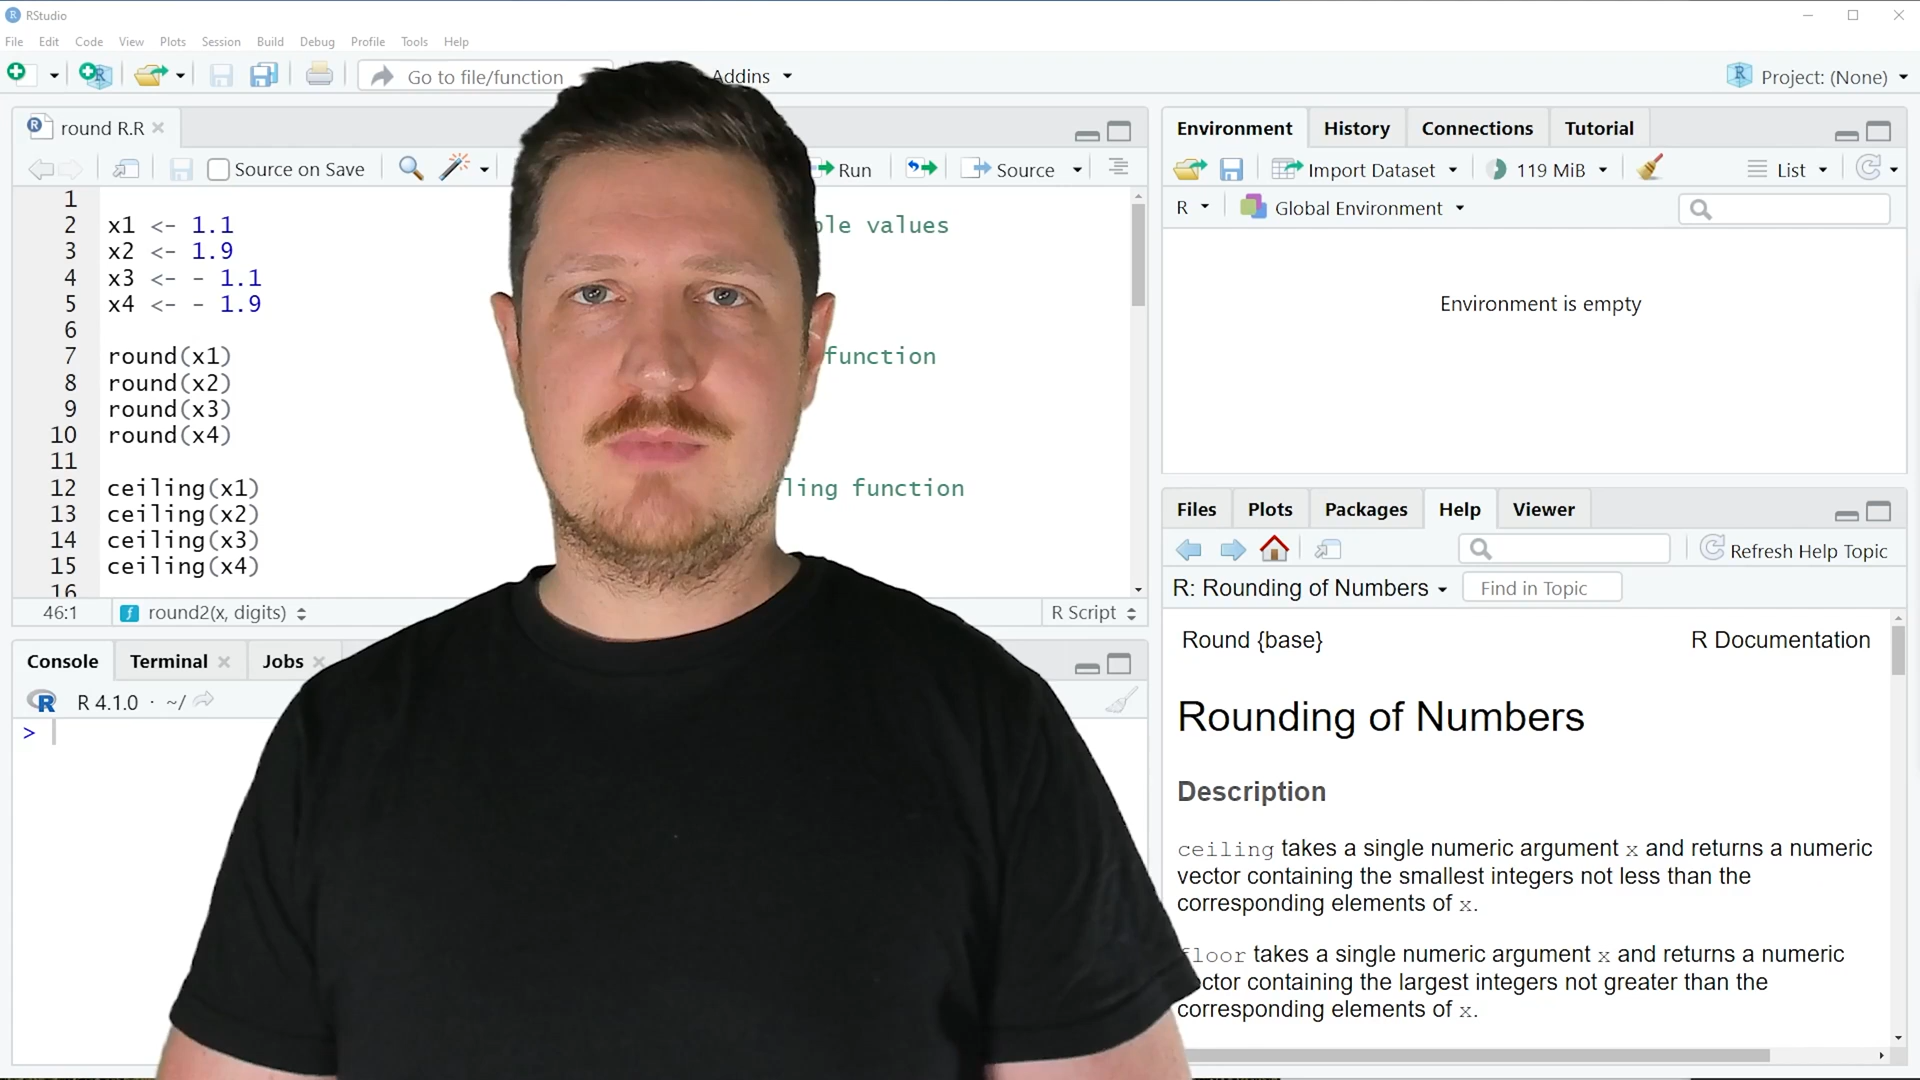 RStudio
File Edit Code View Plots Session Build Debug Profile Tools Help
Go to file/function Addins Project: (None)
round R.R
Source on Save Run Source
1
2 x1 <- 1.1 values
3 x2 <- 1.9
4 x3 <- - 1.1
5 x4 <- - 1.9
6
7 round(x1) function
8 round(x2)
9 round(x3)
10 round(x4)
11
12 ceiling(x1) function
13 ceiling(x2)
14 ceiling(x3)
15 ceiling(x4)
16
46:1 round2(x, digits) R Script
Console Terminal Jobs
R 4.1.0 · ~/
>
Environment History Connections Tutorial
Import Dataset 119 MiB List
R Global Environment
Environment is empty
Files Plots Packages Help Viewer
Refresh Help Topic
R: Rounding of Numbers Find in Topic
Round {base} R Documentation
Rounding of Numbers
Description
ceiling takes a single numeric argument x and returns a numeric
vector containing the smallest integers not less than the
corresponding elements of x.
floor takes a single numeric argument x and returns a numeric
vector containing the largest integers not greater than the
corresponding elements of x.